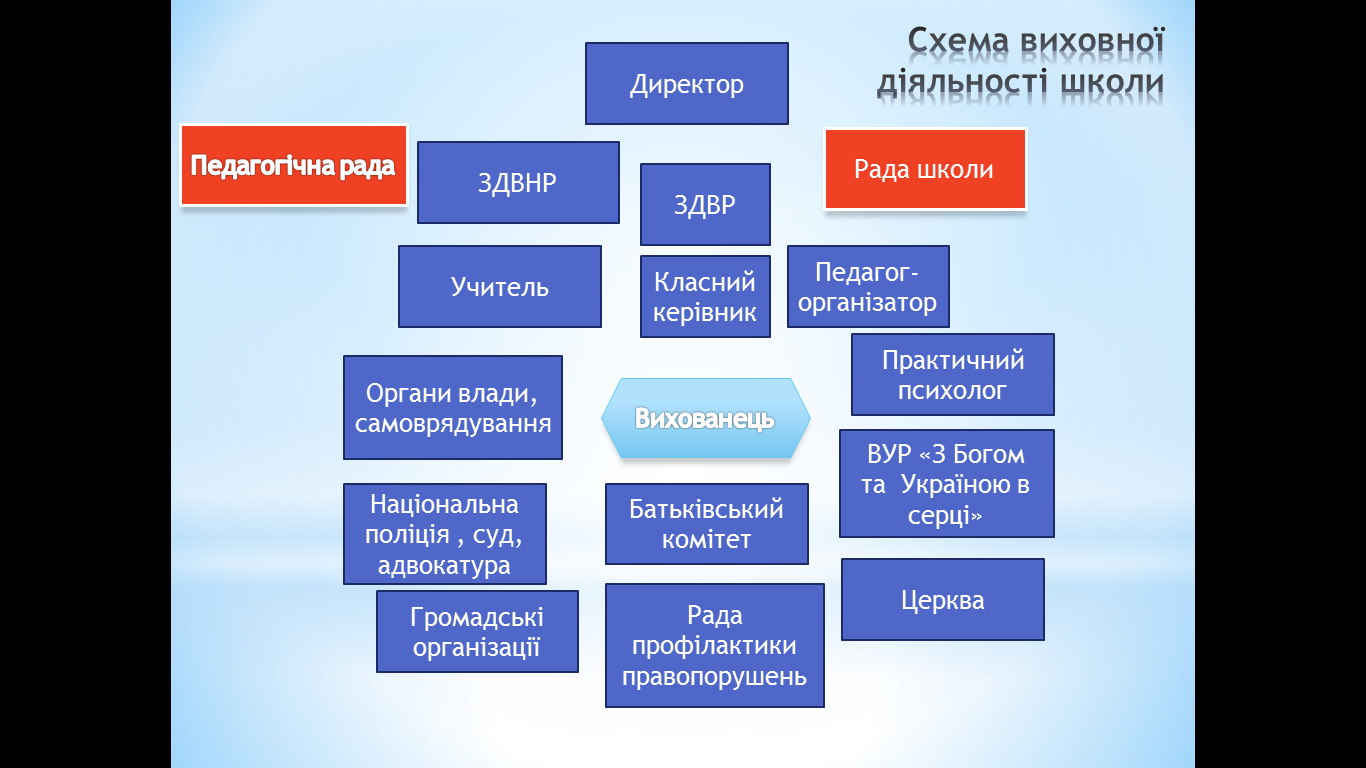 Схема виховної
діяльності школи
Директор
Педагогічна рада
ЗДВНР
ЗДВР
Рада школи
Учитель
Класний
керівник
Педагог-
організатор
Практичний
психолог
Органи влади,
самоврядування
Вихованець
ВУР «З Богом
та Україною в
серці»
Національна
поліція , суд,
адвокатура
Батьківський
комітет
Церква
Громадські
організації
Рада
профілактики
правопорушень